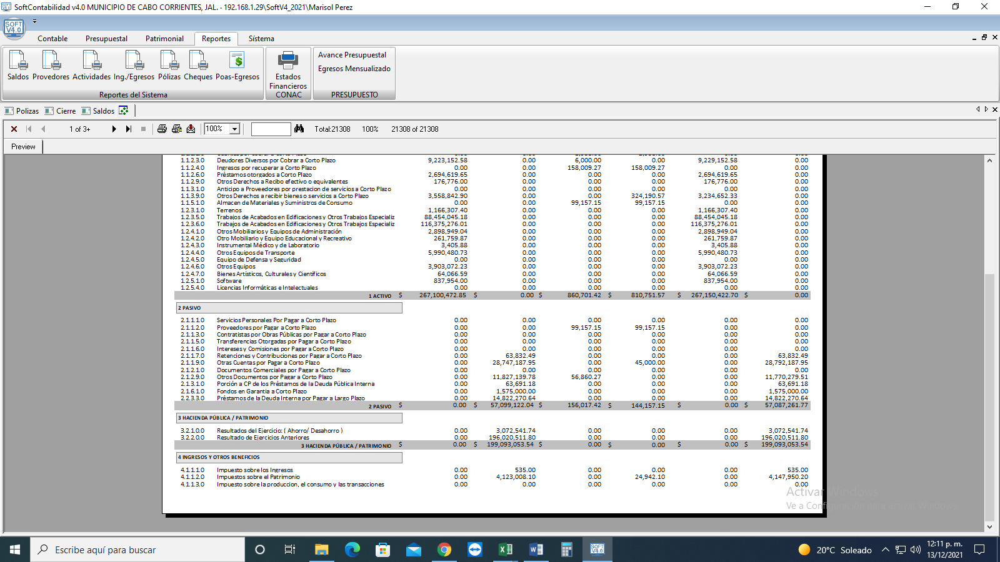 SoftContabilidad v4.0 MUNICIPIO DE CABO CORRIENTES, JAL. - 192.168.1.29\SoftV4_2021\Marisol Perez
SOFT V4.0
Contable Presupuestal Patrimonial Reportes Sístema
Saldos Provedores Actividades Ing./Egresos Pólizas Cheques Poas-Egresos
Reportes del Sistema
Estados Financieros
CONAC
Avance Presupuestal
Egresos Mensualizado
PRESUPUESTO
Polizas Cierre Saldos
1 of 3+ 100% Total:21308 100% 21308 of 21308
Preview
1.1.2.3.0 Deudores Diversos por Cobrar a Corto Plazo 9,223,152.58 0.00 6,000.00 0.00 9,229,152.58 0.00
1.1.2.4.0 Ingresos por recuperar a Corto Plazo 0.00 0.00 158,009.27 158,009.27 0.00 0.00
1.1.2.6.0 Préstamos otorgados a Corto Plazo 2,694,619.65 0.00 0.00 0.00 2,694,619.65 0.00
1.1.2.9.0 Otros Derechos a Recibo efectivo o equivalentes 176,776.00 0.00 0.00 0.00 176,776.00 0.00
1.1.3.1.0 Anticipo a Proveedores por prestacion de servicios a Corto Plazo 0.00 0.00 0.00 0.00 0.00 0.00
1.1.3.9.0 Otros Derechos a recibir bienes o servicios a Corto Plazo 3,558,842.90 0.00 0.00 324,190.57 3,234,652.33 0.00
1.1.5.1.0 Almacen de Materiales y Suministros de Consumo 0.00 0.00 99,157.15 99,157.15 0.00 0.00
1.2.3.1.0 Terrenos 1,166,307.40 0.00 0.00 0.00 1,166,307.40 0.00
1.2.3.5.0 Trabajos de Acabados en Edificaciones y Otros Trabajos Especializ 88,454,045.18 0.00 0.00 0.00 88,454,045.18 0.00
1.2.3.6.0 Trabajos de Acabados en Edificaciones y Otros Trabajos Especializ 116,375,276.01 0.00 0.00 0.00 116,375,276.01 0.00
1.2.4.1.0 Otros Mobiliarios y Equipos de Administración 2,898,949.04 0.00 0.00 0.00 2,898,949.04 0.00
1.2.4.2.0 Otro Mobiliario y Equipo Educacional y Recreativo 261,759.87 0.00 0.00 0.00 261,759.87 0.00
1.2.4.3.0 Instrumental Médico y de Laboratorio 3,405.88 0.00 0.00 0.00 3,405.88 0.00
1.2.4.4.0 Otros Equipos de Transporte 5,990,480.73 0.00 0.00 0.00 5,990,480.73 0.00
1.2.4.5.0 Equipo de Defensa y Seguridad 0.00 0.00 0.00 0.00 0.00 0.00
1.2.4.6.0 Otros Equipos 3,903,072.23 0.00 0.00 0.00 3,903,072.23 0.00
1.2.4.7.0 Bienes Artísticos, Culturales y Científicos 64,066.59 0.00 0.00 0.00 64,066.59 0.00
1.2.5.1.0 Software 837,954.00 0.00 0.00 0.00 837,954.00 0.00
1.2.5.4.0 Licencias Informáticas e Intelectuales 0.00 0.00 0.00 0.00 0.00 0.00
1 ACTIVO $ 267,100,472.85 $ 0.00 $ 860,701.42 $ 810,751.57 $ 267,150,422.70 $ 0.00
2 PASIVO
2.1.1.1.0 Servicios Personales Por Pagar a Corto Plazo 0.00 0.00 0.00 0.00 0.00 0.00
2.1.1.2.0 Proveedores por Pagar a Corto Plazo 0.00 0.00 99,157.15 99,157.15 0.00 0.00
2.1.1.3.0 Contratistas por Obras Públicas por Pagar a Corto Plazo 0.00 0.00 0.00 0.00 0.00 0.00
2.1.1.5.0 Transferencias Otorgadas por Pagar a Corto Plazo 0.00 0.00 0.00 0.00 0.00 0.00
2.1.1.6.0 Intereses y Comisiones por Pagar a Corto Plazo 0.00 0.00 0.00 0.00 0.00 0.00
2.1.1.7.0 Retenciones y Contribuciones por Pagar a Corto Plazo 0.00 63,832.49 0.00 0.00 0.00 63,832.49
2.1.1.9.0 Otras Cuentas por Pagar a Corto Plazo 0.00 28,747,187.95 0.00 45,000.00 0.00 28,792,187.95
2.1.2.1.0 Documentos Comerciales por Pagar a Corto Plazo 0.00 0.00 0.00 0.00 0.00 0.00
2.1.2.9.0 Otros Documentos por Pagar a Corto Plazo 0.00 11,827,139.78 56,860.27 0.00 0.00 11,770,279.51
2.1.3.1.0 Porción a CP de los Préstamos de la Deuda Pública Interna 0.00 63,691.18 0.00 0.00 0.00 63,691.18
2.1.6.1.0 Fondos en Garantia a Corto Plazo 0.00 1,575,000.00 0.00 0.00 0.00 1,575,000.00
2.2.3.3.0 Préstamos de la Deuda Interna por Pagar a Largo Plazo 0.00 14,822,270.64 0.00 0.00 0.00 14,822,270.64
2 PASIVO $ 0.00 $ 57,099,122.04 $ 156,017.42 $ 144,157.15 $ 0.00 $ 57,087,261.77
3 HACIENDA PÚBLICA / PATRIMONIO
3.2.1.0.0 Resultados del Ejercicio: ( Ahorro/ Desahorro ) 0.00 3,072,541.74 0.00 0.00 0.00 3,072,541.74
3.2.2.0.0 Resultado de Ejercicios Anteriores 0.00 196,020,511.80 0.00 0.00 0.00 196,020,511.80
3 HACIENDA PÚBLICA / PATRIMONIO $ 0.00 $ 199,093,053.54 $ 0.00 $ 0.00 $ 0.00 $ 199,093,053.54
4 INGRESOS Y OTROS BENEFICIOS
4.1.1.1.0 Impuesto sobre los Ingresos 0.00 535.00 0.00 0.00 0.00 535.00
4.1.1.2.0 Impuestos sobre el Patrimonio 0.00 4,123,008.10 0.00 24,942.10 0.00 4,147,950.20
4.1.1.3.0 Impuesto sobre la produccion, el consumo y las transacciones 0.00 0.00 0.00 0.00 0.00 0.00
Activar Windows
Ve a Configuración para activar Windows.
Escribe aquí para buscar
20°C Soleado
12:11 p. m.
13/12/2021